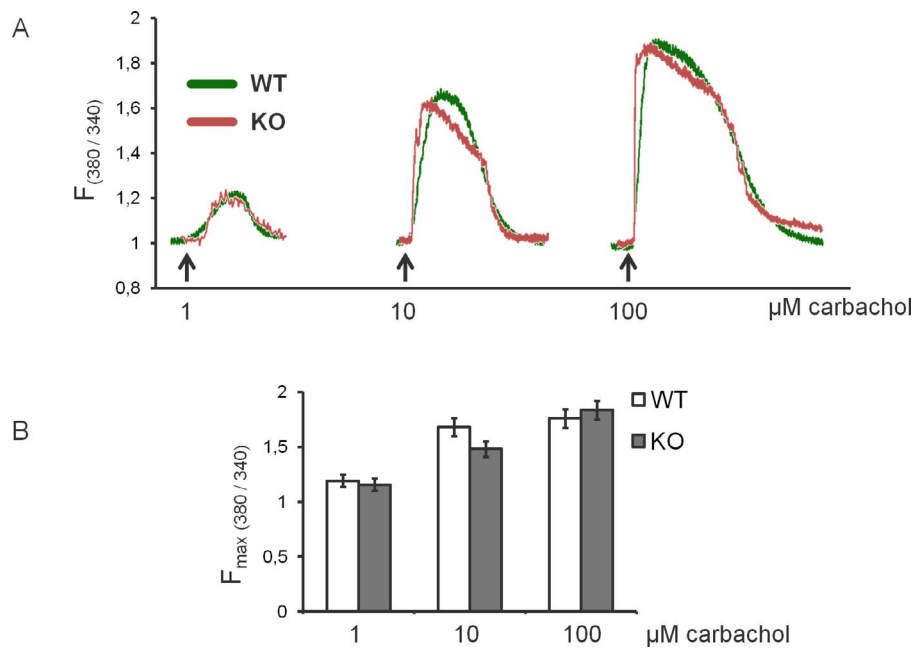 A
2
1,8
1,6
1,4
1,2
1
0,8
F(380 / 340)
WT
KO
1 10 100 µM carbachol
B
2
1,5
1
0,5
0
Fmax (380 / 340)
WT
KO
1 10 100 µM carbachol